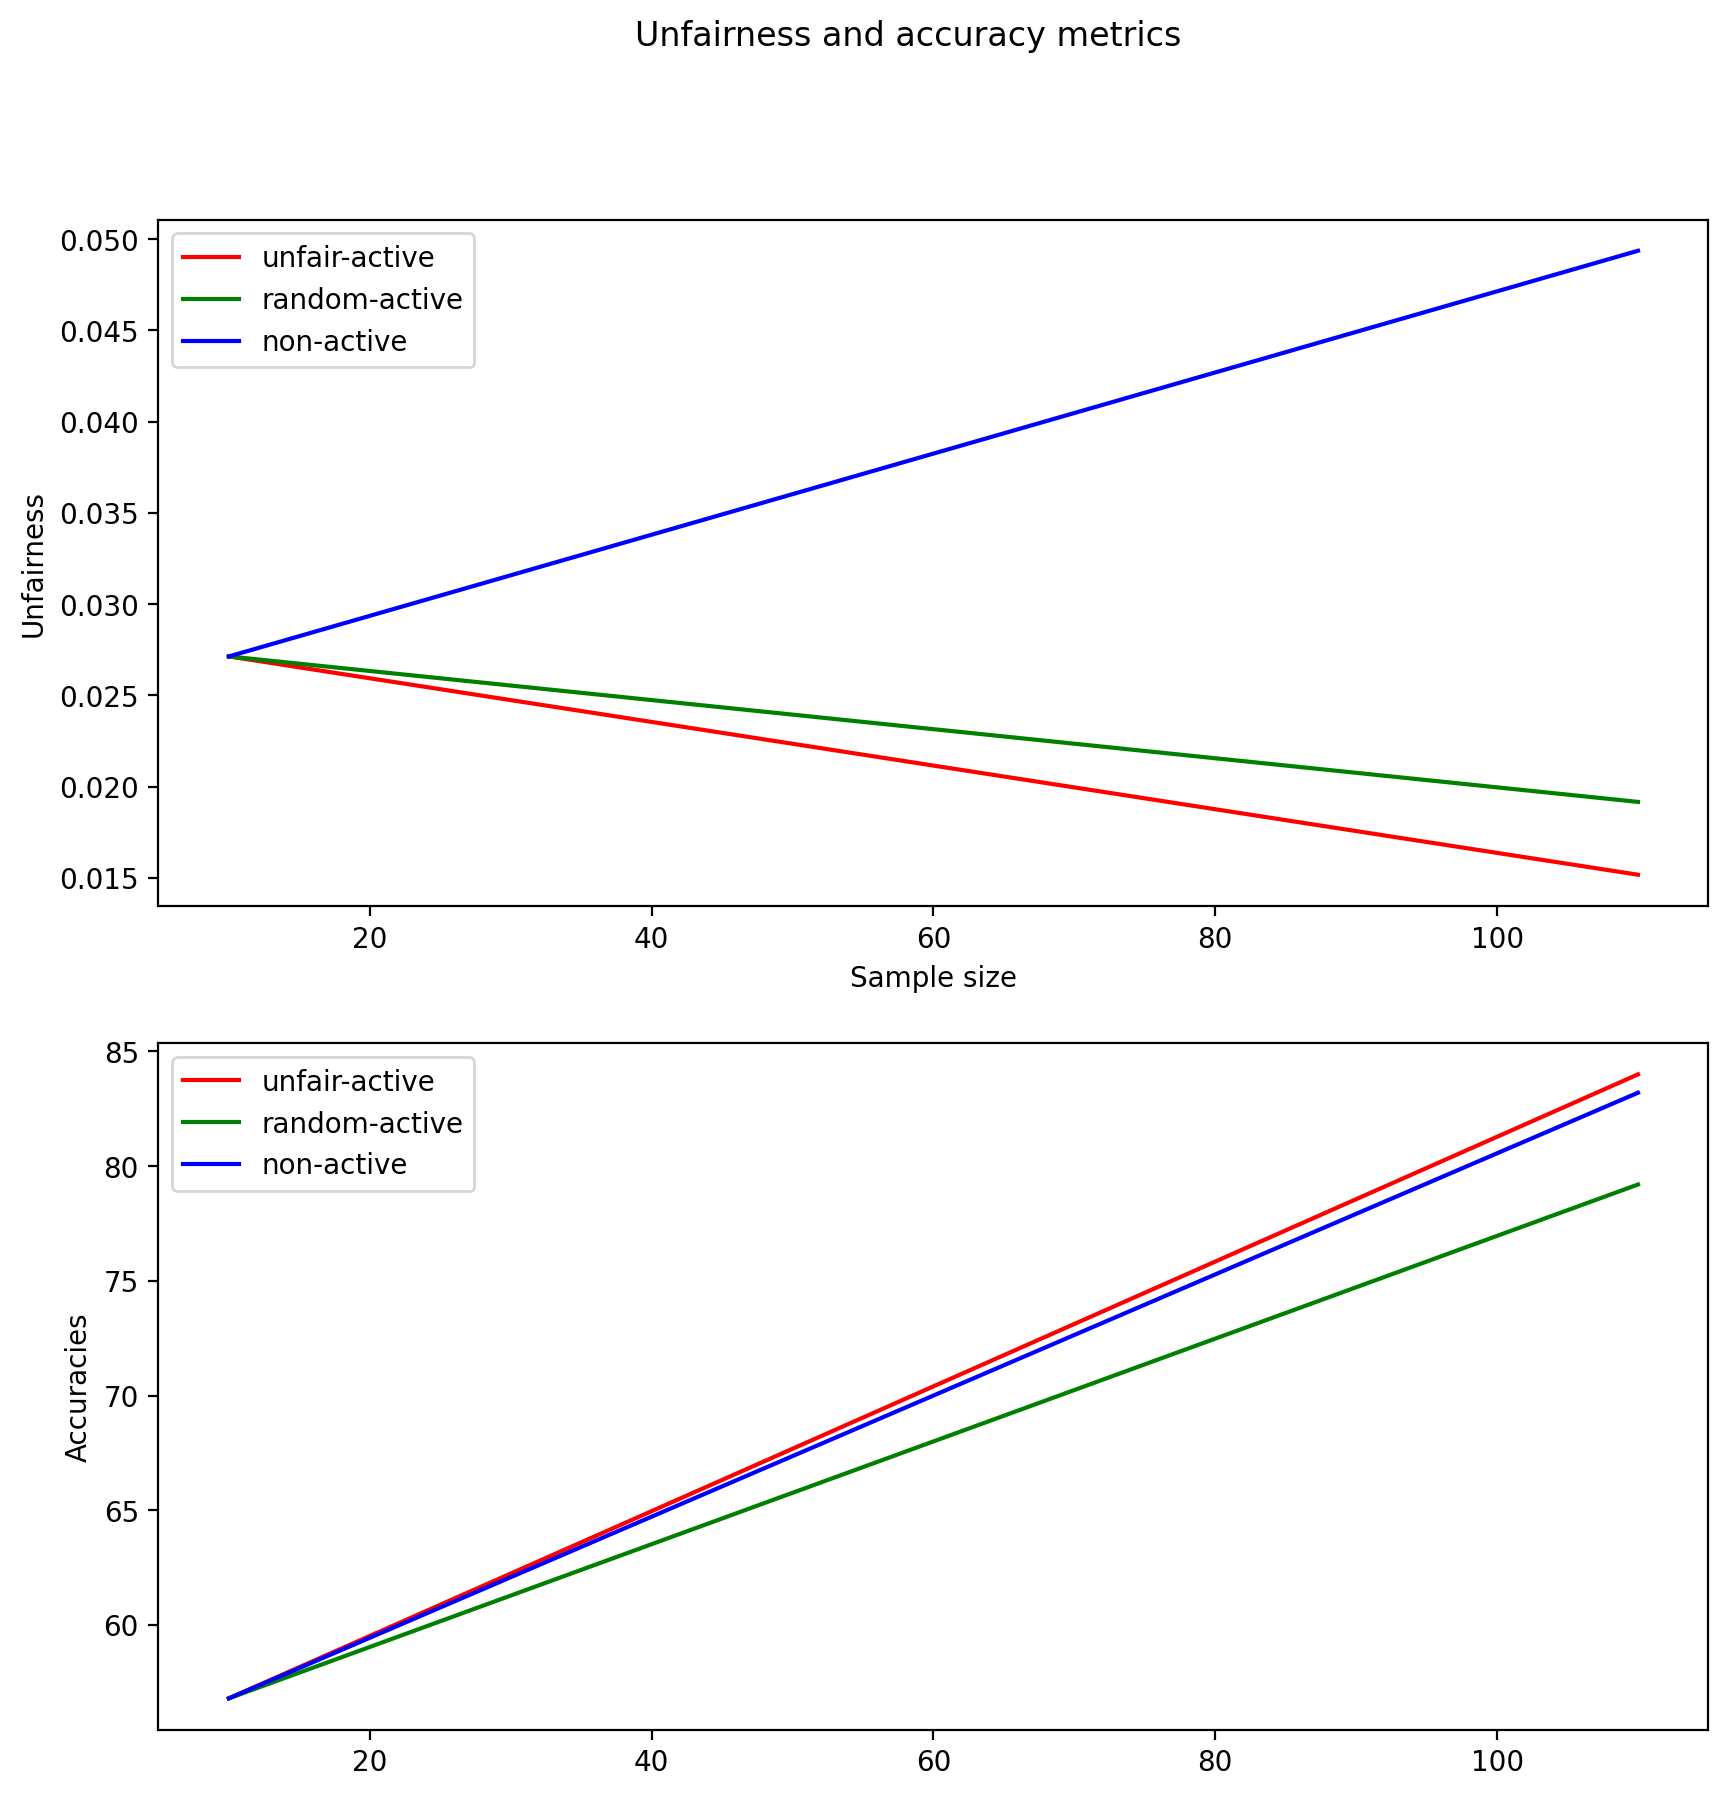 Unfairness and accuracy metrics
0.050
0.045
0.040
0.035
0.030
0.025
0.020
0.015
Unfairness
unfair-active
random-active
non-active
20 40 60 80 100
Sample size
85
80
75
70
65
60
Accuracies
unfair-active
random-active
non-active
20 40 60 80 100